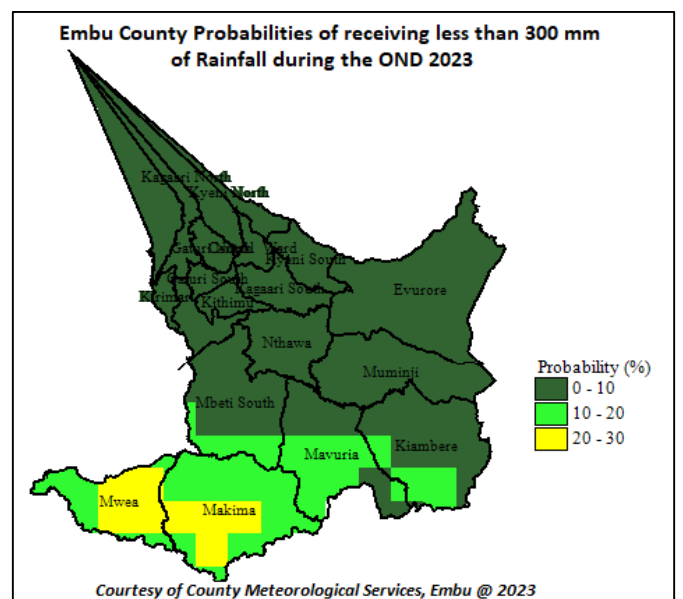 Embu County Probabilities of receiving less than 300 mm
of Rainfall during the OND 2023
Kagaari North
Kyeni North
Gaturi
Ward
Kyeni South
Gaturi South
Kagaari South
Kirimari
Kithimu
Evurore
Nthawa
Muminji
Mbeti South
Mavuria
Kiambere
Mwea
Makima
Probability (%)
0 - 10
10 - 20
20 - 30
Courtesy of County Meteorological Services, Embu @ 2023